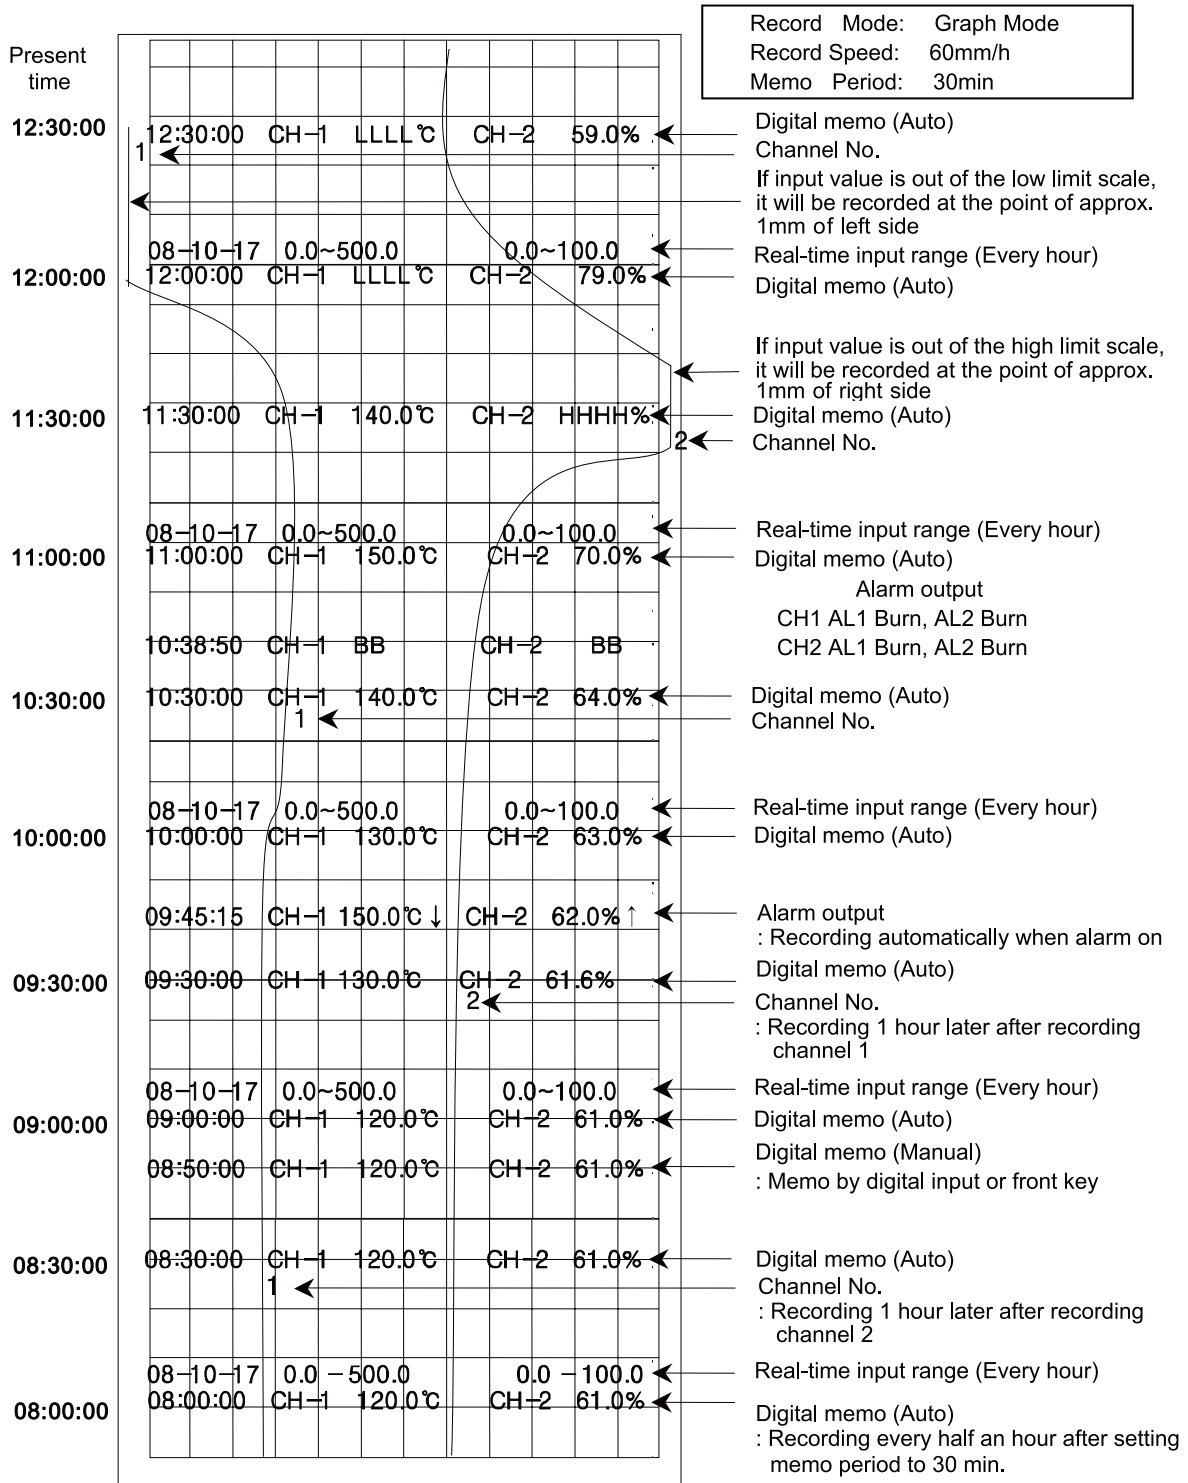 Record Mode: Graph Mode
Record Speed: 60mm/h
Memo Period: 30min
Present
time
12:30:00
12:30:00 CH-1 LLLL℃ CH-2 59.0%
Digital memo (Auto)
1
Channel No.
If input value is out of the low limit scale,
it will be recorded at the point of approx.
1mm of left side
08-10-17 0.0~500.0 0.0~100.0
Real-time input range (Every hour)
12:00:00
12:00:00 CH-1 LLLL℃ CH-2 79.0%
Digital memo (Auto)
If input value is out of the high limit scale,
it will be recorded at the point of approx.
1mm of right side
11:30:00
11:30:00 CH-1 140.0℃ CH-2 HHHH%
Digital memo (Auto)
2
Channel No.
08-10-17 0.0~500.0 0.0~100.0
Real-time input range (Every hour)
11:00:00
11:00:00 CH-1 150.0℃ CH-2 70.0%
Digital memo (Auto)
Alarm output
CH1 AL1 Burn, AL2 Burn
CH2 AL1 Burn, AL2 Burn
10:38:50 CH-1 BB CH-2 BB
10:30:00
10:30:00 CH-1 140.0℃ CH-2 64.0%
Digital memo (Auto)
1
Channel No.
08-10-17 0.0~500.0 0.0~100.0
Real-time input range (Every hour)
10:00:00
10:00:00 CH-1 130.0℃ CH-2 63.0%
Digital memo (Auto)
09:45:15 CH-1 150.0℃ ↓ CH-2 62.0% ↑
Alarm output
: Recording automatically when alarm on
09:30:00
09:30:00 CH-1 130.0℃ CH-2 61.6%
Digital memo (Auto)
2
Channel No.
: Recording 1 hour later after recording
channel 1
08-10-17 0.0~500.0 0.0~100.0
Real-time input range (Every hour)
09:00:00
09:00:00 CH-1 120.0℃ CH-2 61.0%
Digital memo (Auto)
08:50:00 CH-1 120.0℃ CH-2 61.0%
Digital memo (Manual)
: Memo by digital input or front key
08:30:00
08:30:00 CH-1 120.0℃ CH-2 61.0%
Digital memo (Auto)
1
Channel No.
: Recording 1 hour later after recording
channel 2
08-10-17 0.0 - 500.0 0.0 - 100.0
Real-time input range (Every hour)
08:00:00
08:00:00 CH-1 120.0℃ CH-2 61.0%
Digital memo (Auto)
: Recording every half an hour after setting
memo period to 30 min.